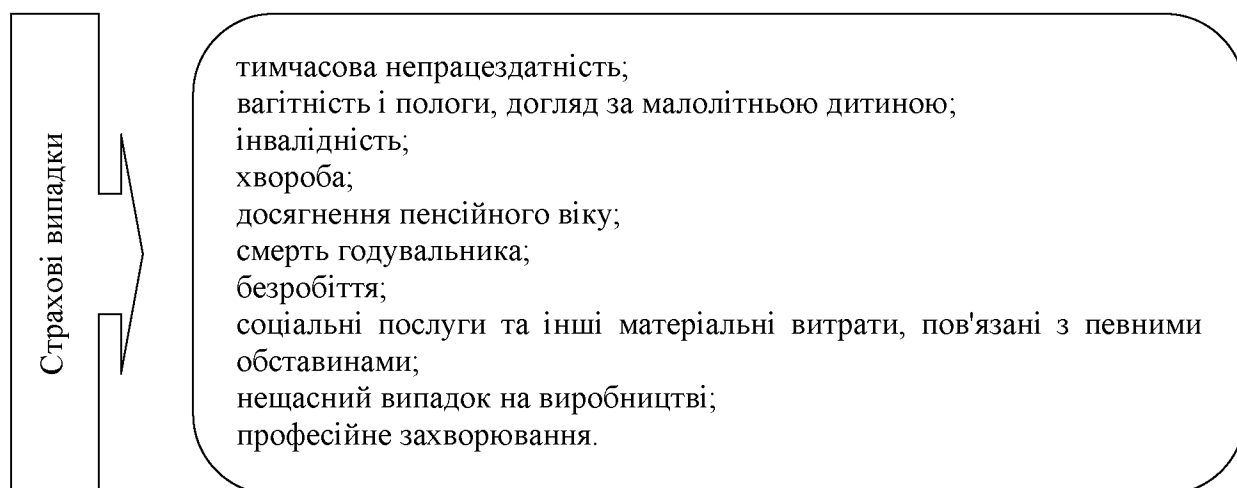 Страхові випадки
тимчасова непрацездатність;
вагітність і пологи, догляд за малолітньою дитиною;
інвалідність;
хвороба;
досягнення пенсійного віку;
смерть годувальника;
безробіття;
соціальні послуги та інші матеріальні витрати, пов'язані з певними
обставинами;
нещасний випадок на виробництві;
професійне захворювання.